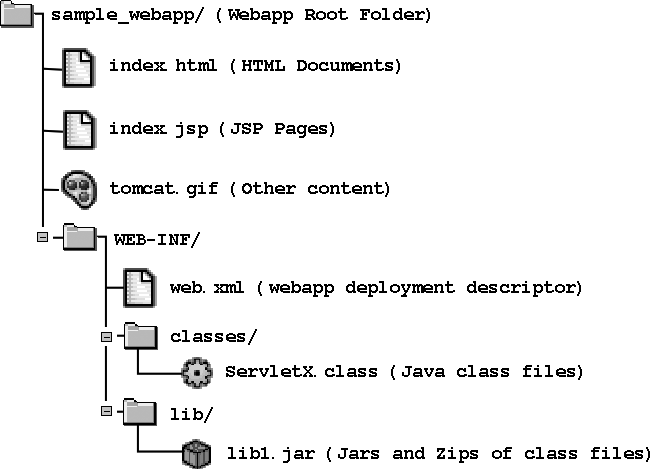 sample_webapp/ (Webapp Root Folder)
index.html (HTML Documents)
index.jsp (JSP Pages)
tomcat.gif (Other content)
WEB-INF/
web.xml (webapp deployment descriptor)
classes/
ServletX.class (Java class files)
lib/
lib1.jar (Jars and Zips of class files)